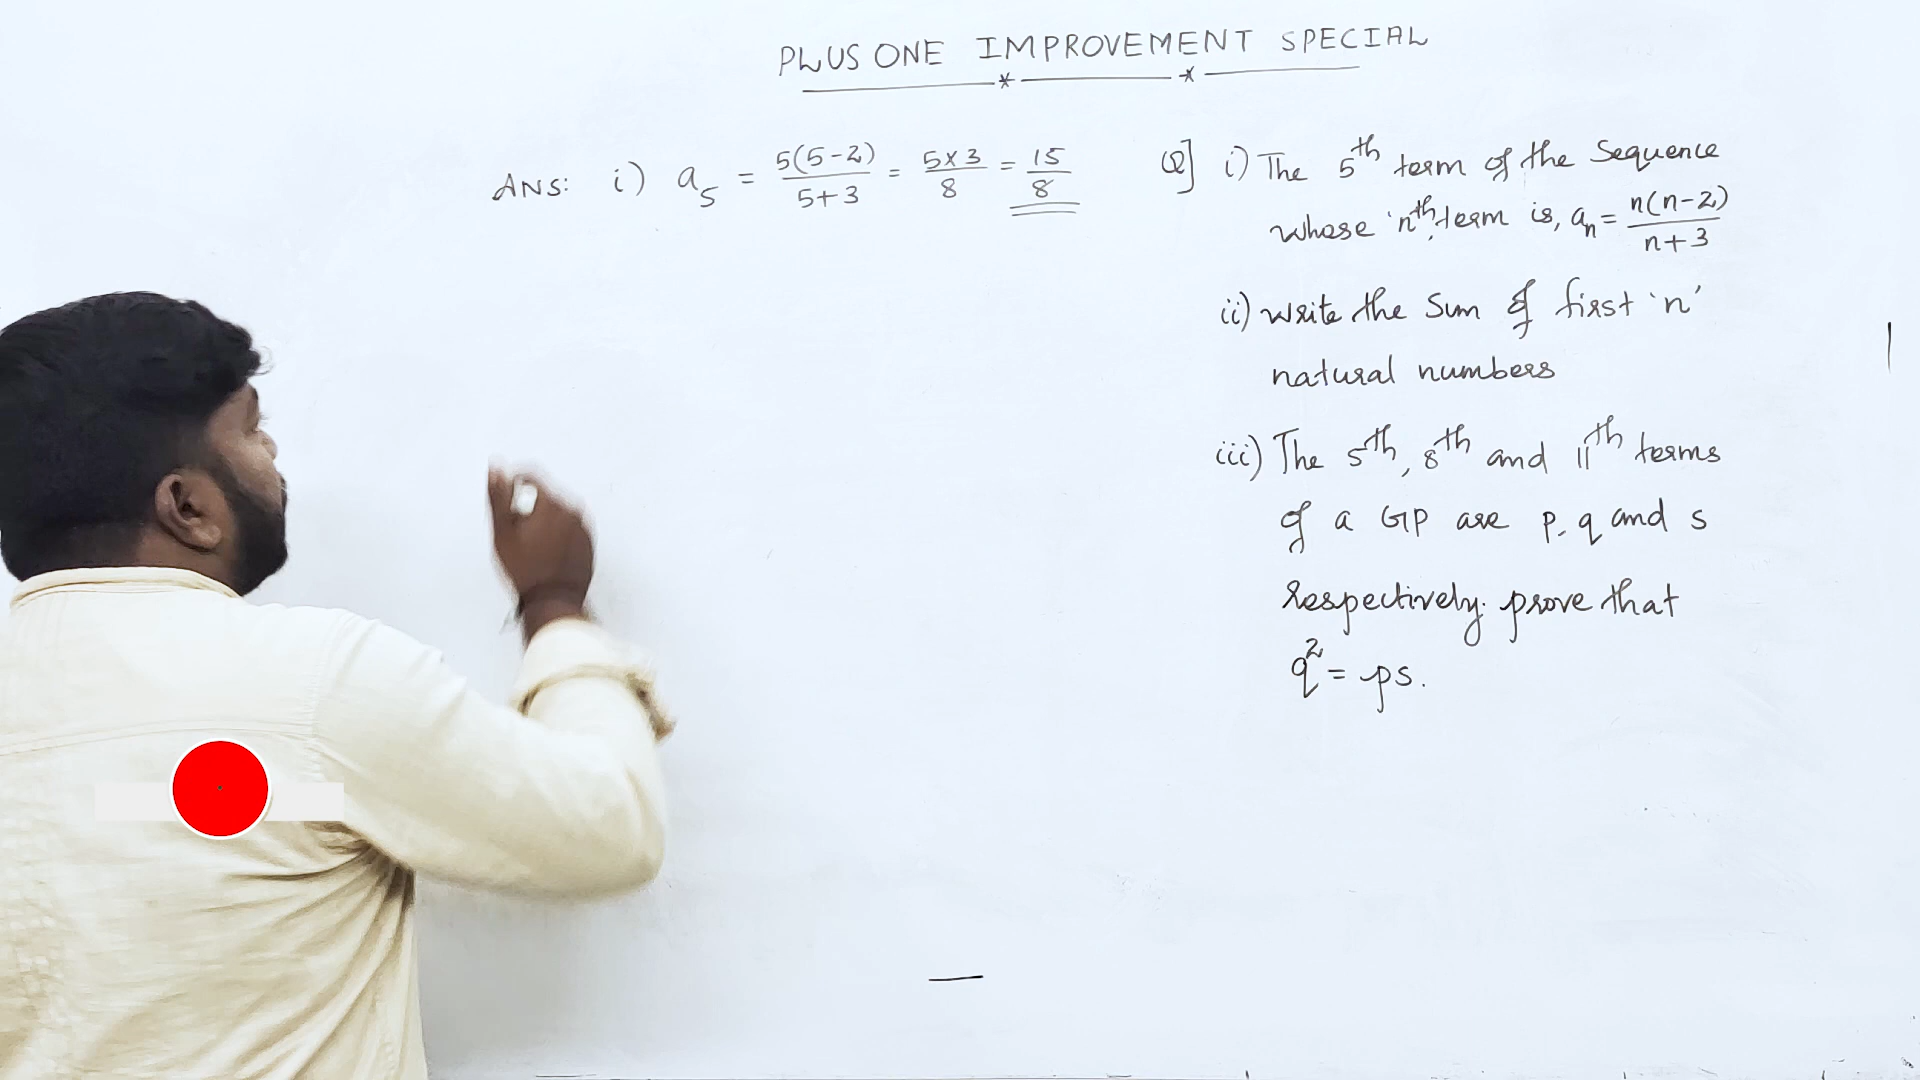 PLUS ONE IMPROVEMENT SPECIAL
ANS: i) a₅ = 5(5-2)/5+3 = 5×3/8 = 15/8
Q] i) The 5th term of the Sequence
whose 'nth' term is, aₙ = n(n-2)/n+3
ii) write the Sum of first 'n'
natural numbers
iii) The 5th, 8th and 11th terms
of a GP are p, q and s
respectively. prove that
q² = ps.